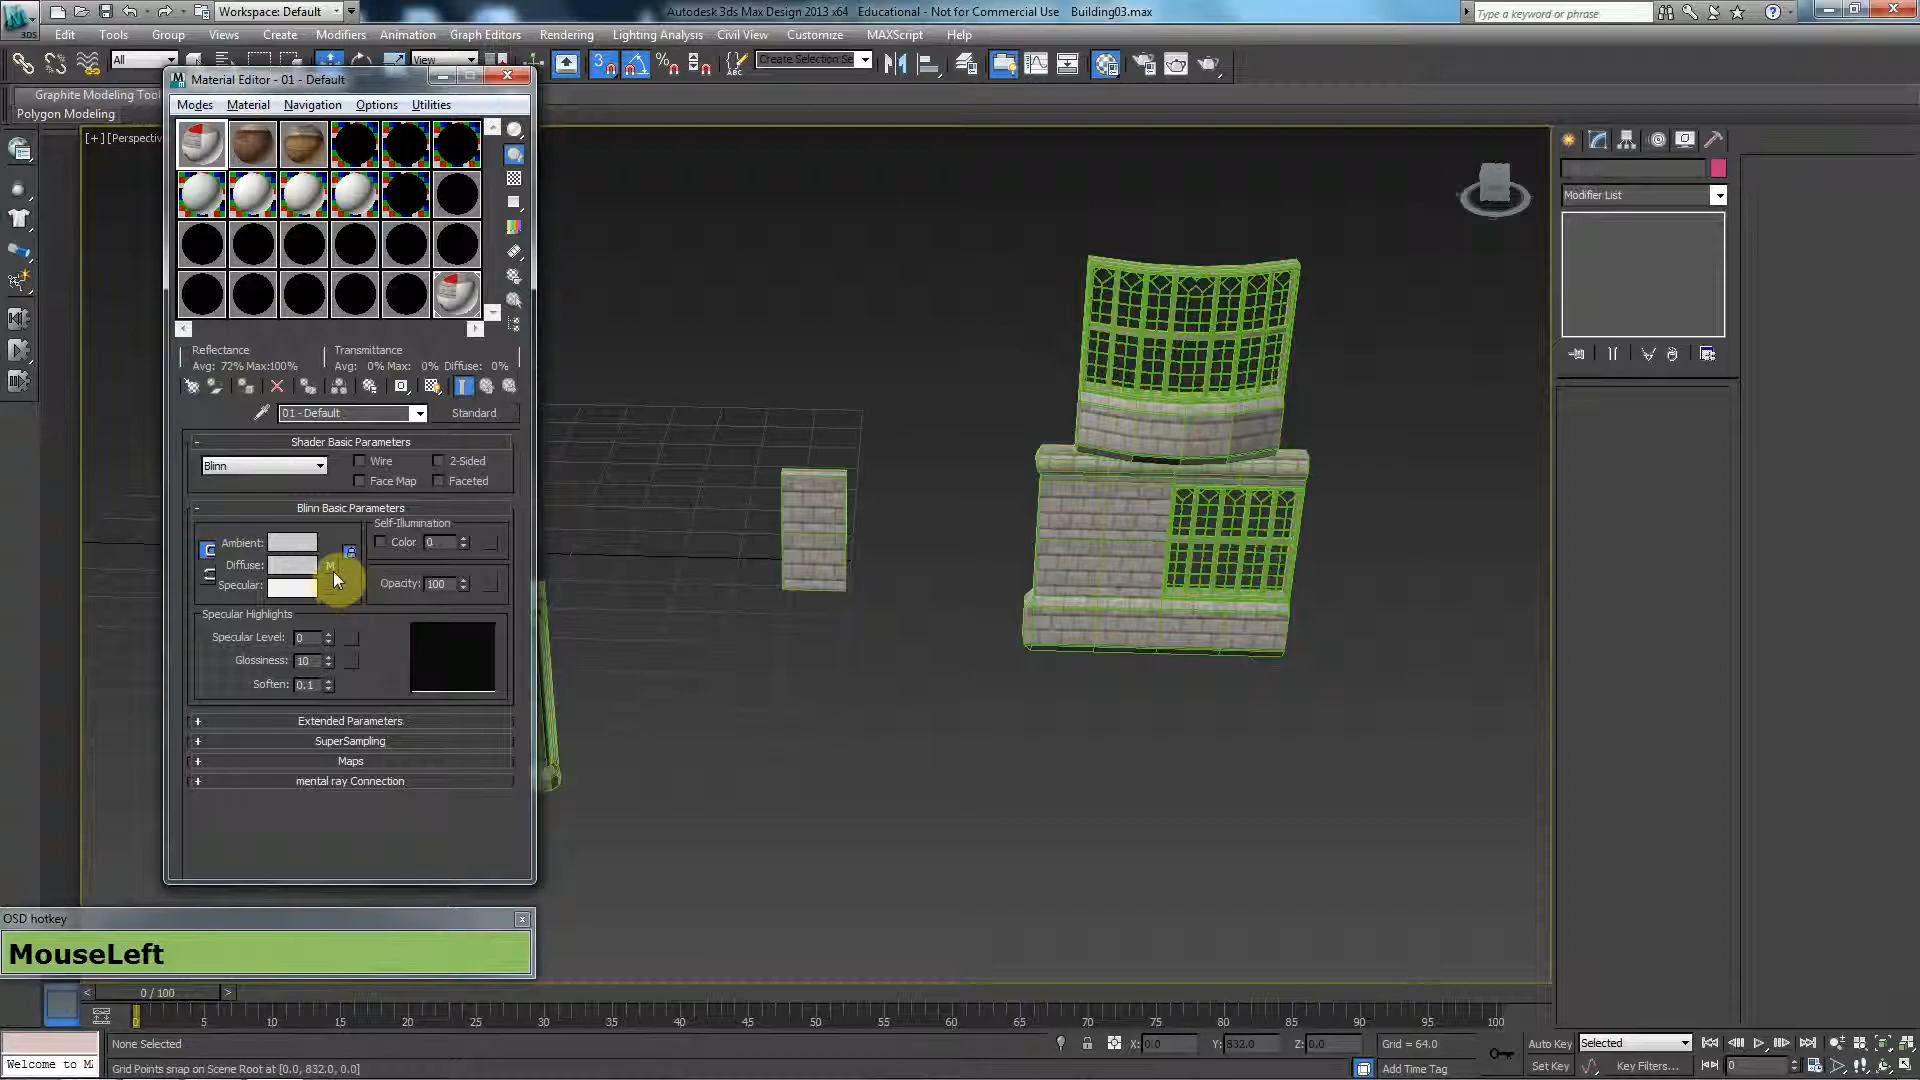 Workspace: Default
Autodesk 3ds Max Design 2013 x64 Educational - Not for Commercial Use Building03.max
Type a keyword or phrase
3DS
Edit Tools Group Views Create Modifiers Animation Graph Editors Rendering Lighting Analysis Civil View Customize MAXScript Help
All
View
Create Selection Se
Graphite Modeling Too
Polygon Modeling
Material Editor - 01 - Default
Modes Material Navigation Options Utilities
[+][Perspectiv
Modifier List
Reflectance
Avg: 72% Max:100%
Transmittance
Avg: 0% Max: 0% Diffuse: 0%
01 - Default
Standard
Shader Basic Parameters
Blinn
Wire
2-Sided
Face Map
Faceted
Blinn Basic Parameters
Self-Illumination
Ambient:
Color 0
Diffuse:
M
Specular:
Opacity: 100
Specular Highlights
Specular Level: 0
Glossiness: 10
Soften: 0.1
Extended Parameters
SuperSampling
Maps
mental ray Connection
OSD hotkey
MouseLeft
0 / 100
0 5 10 15 20 25 30 35 40 45 50 55 60 65 70 75 80 85 90 95 100
None Selected
X: 0.0 Y: 832.0 Z: 0.0
Grid = 64.0
Auto Key
Selected
Welcome to M
Grid Points snap on Scene Root at [0.0, 832.0, 0.0]
Add Time Tag
Set Key
Key Filters...
0